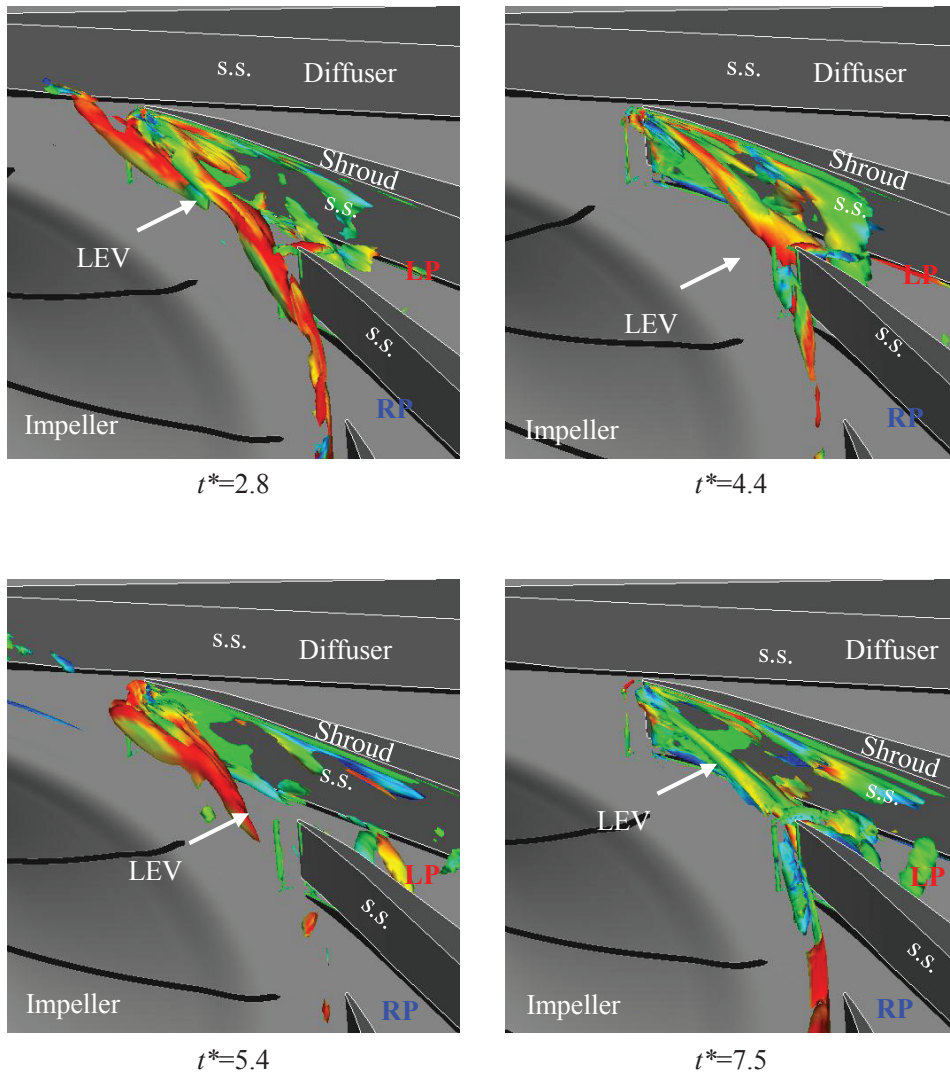 s.s. Diffuser
Shroud
s.s.
LEV
LP
s.s.
RP
Impeller
t*=2.8
s.s. Diffuser
Shroud
s.s.
LP
LEV
s.s.
RP
Impeller
t*=4.4
s.s. Diffuser
Shroud
s.s.
LEV
LP
s.s.
Impeller
RP
t*=5.4
s.s. Diffuser
Shroud
s.s.
LEV
LP
s.s.
Impeller
RP
t*=7.5